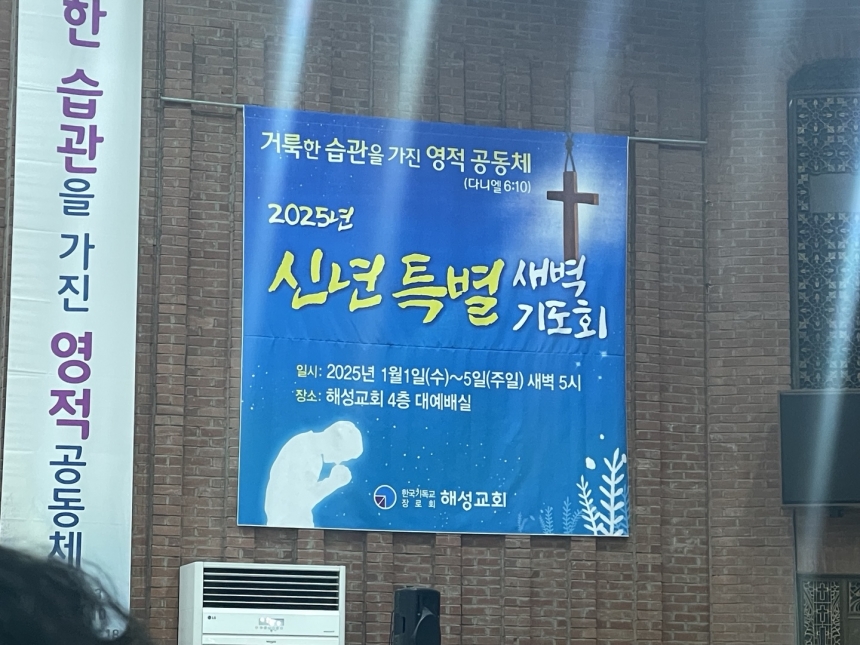 한 습관을 가진 영적 공동체
거룩한 습관을 가진 영적 공동체
(다니엘 6:10)
2025년
신년 특별 새벽
기도회
일시: 2025년 1월1일(수)~5일(주일) 새벽 5시
장소: 해성교회 4층 대예배실
한국기독교
장로회 해성교회
LG